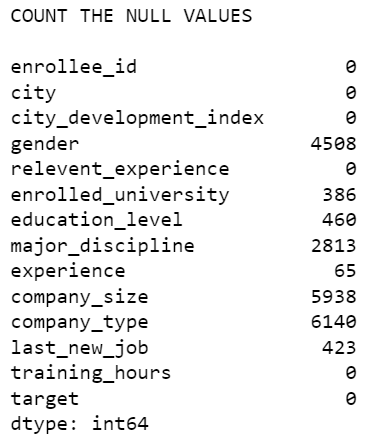 COUNT THE NULL VALUES
enrollee_id 0
city 0
city_development_index 0
gender 4508
relevent_experience 0
enrolled_university 386
education_level 460
major_discipline 2813
experience 65
company_size 5938
company_type 6140
last_new_job 423
training_hours 0
target 0
dtype: int64